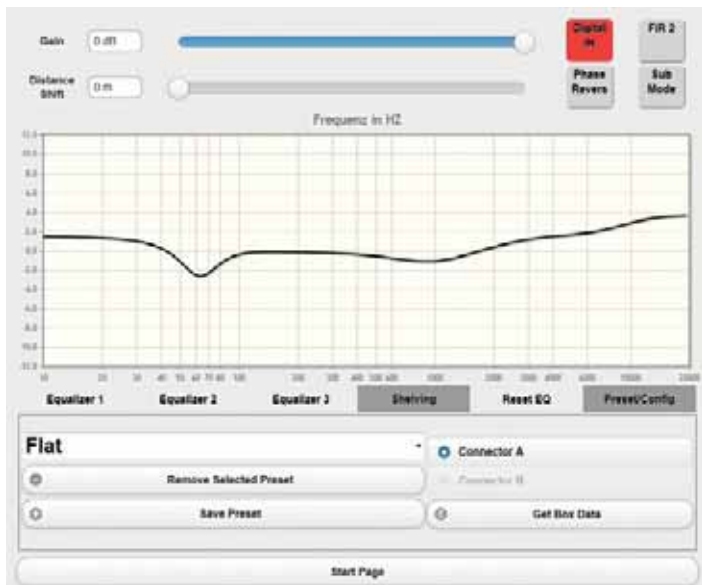 Gain 0 dB Digital In FIR 2
Distance Shift 0 m Phase Revers Sub Mode
Frequenz in HZ
Equalizer 1 Equalizer 2 Equalizer 3 Shelving Reset EQ Preset/Config
Flat
Connector A
Remove Selected Preset Connector B
Save Preset Get Box Data
Start Page